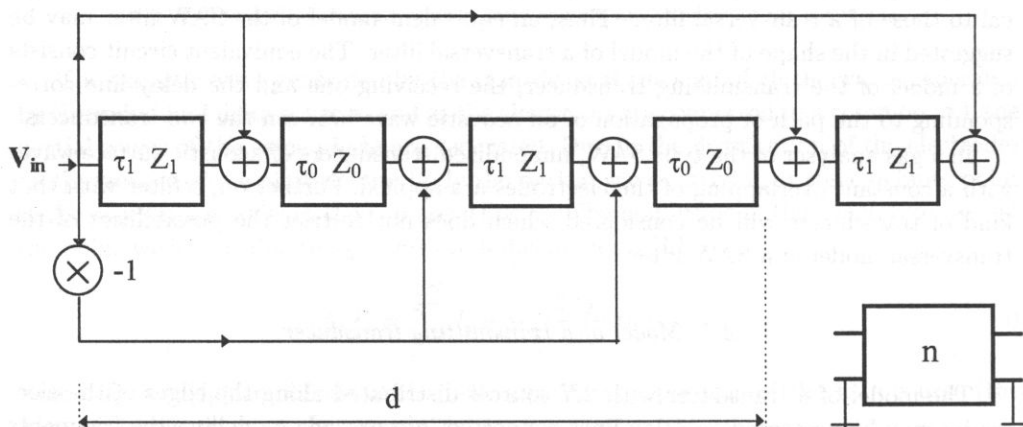 V_in τ₁ Z₁ + τ₀ Z₀ + τ₁ Z₁ + τ₀ Z₀ + τ₁ Z₁ +
× -1
n
d